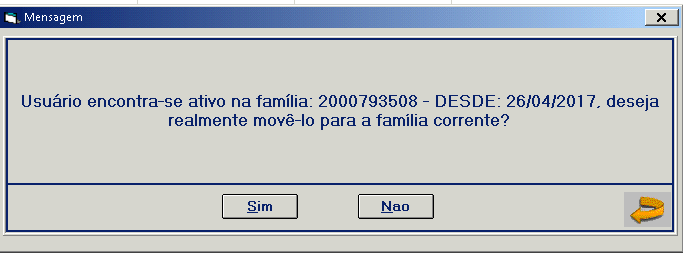 Mensagem
Usuário encontra-se ativo na família: 2000793508 - DESDE: 26/04/2017, deseja
realmente movê-lo para a família corrente?
Sim
Nao